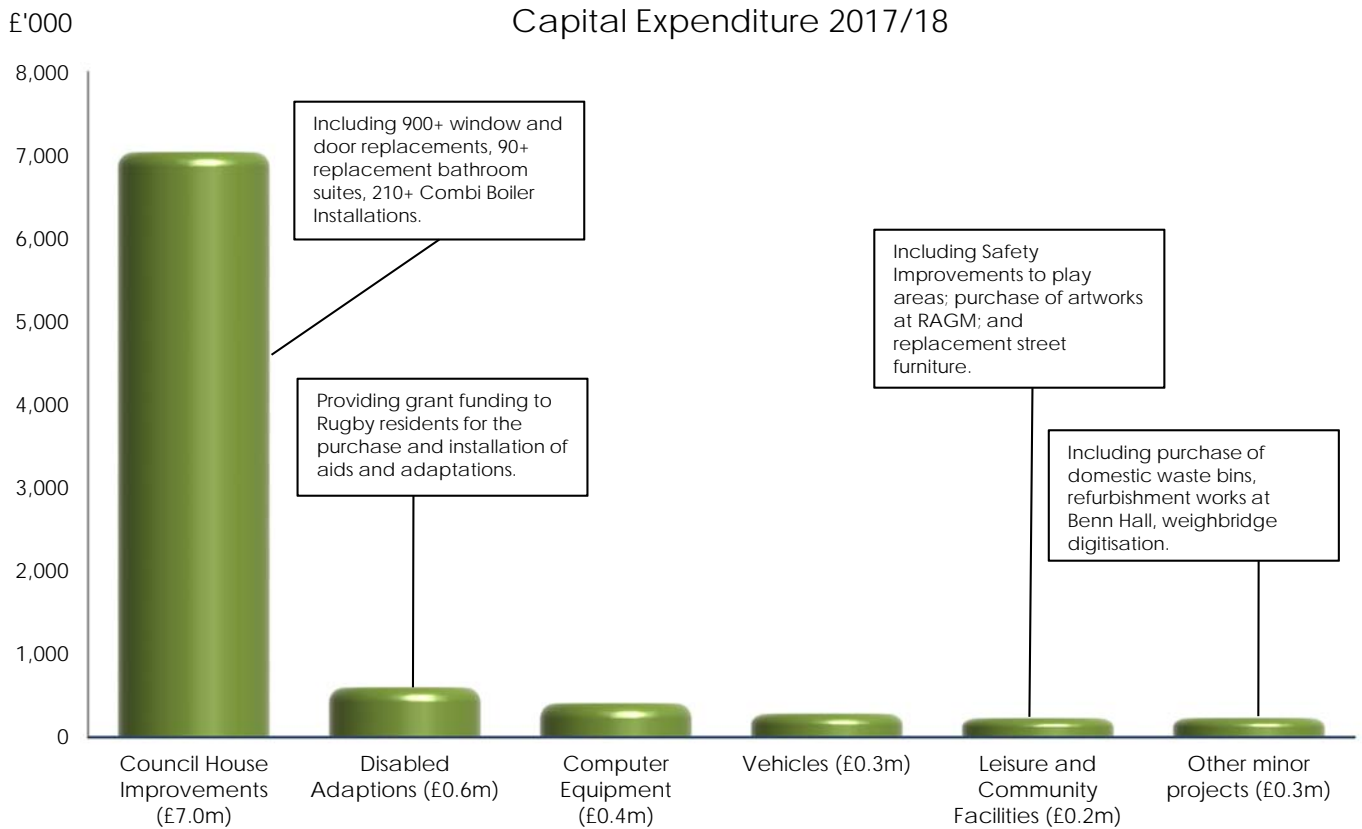 £'000
Capital Expenditure 2017/18
8,000
7,000
6,000
5,000
4,000
3,000
2,000
1,000
0
Including 900+ window and
door replacements, 90+
replacement bathroom
suites, 210+ Combi Boiler
Installations.
Providing grant funding to
Rugby residents for the
purchase and installation of
aids and adaptations.
Including Safety
Improvements to play
areas; purchase of artworks
at RAGM; and
replacement street
furniture.
Including purchase of
domestic waste bins,
refurbishment works at
Benn Hall, weighbridge
digitisation.
Council House
Improvements
(£7.0m)
Disabled
Adaptions (£0.6m)
Computer
Equipment
(£0.4m)
Vehicles (£0.3m)
Leisure and
Community
Facilities (£0.2m)
Other minor
projects (£0.3m)